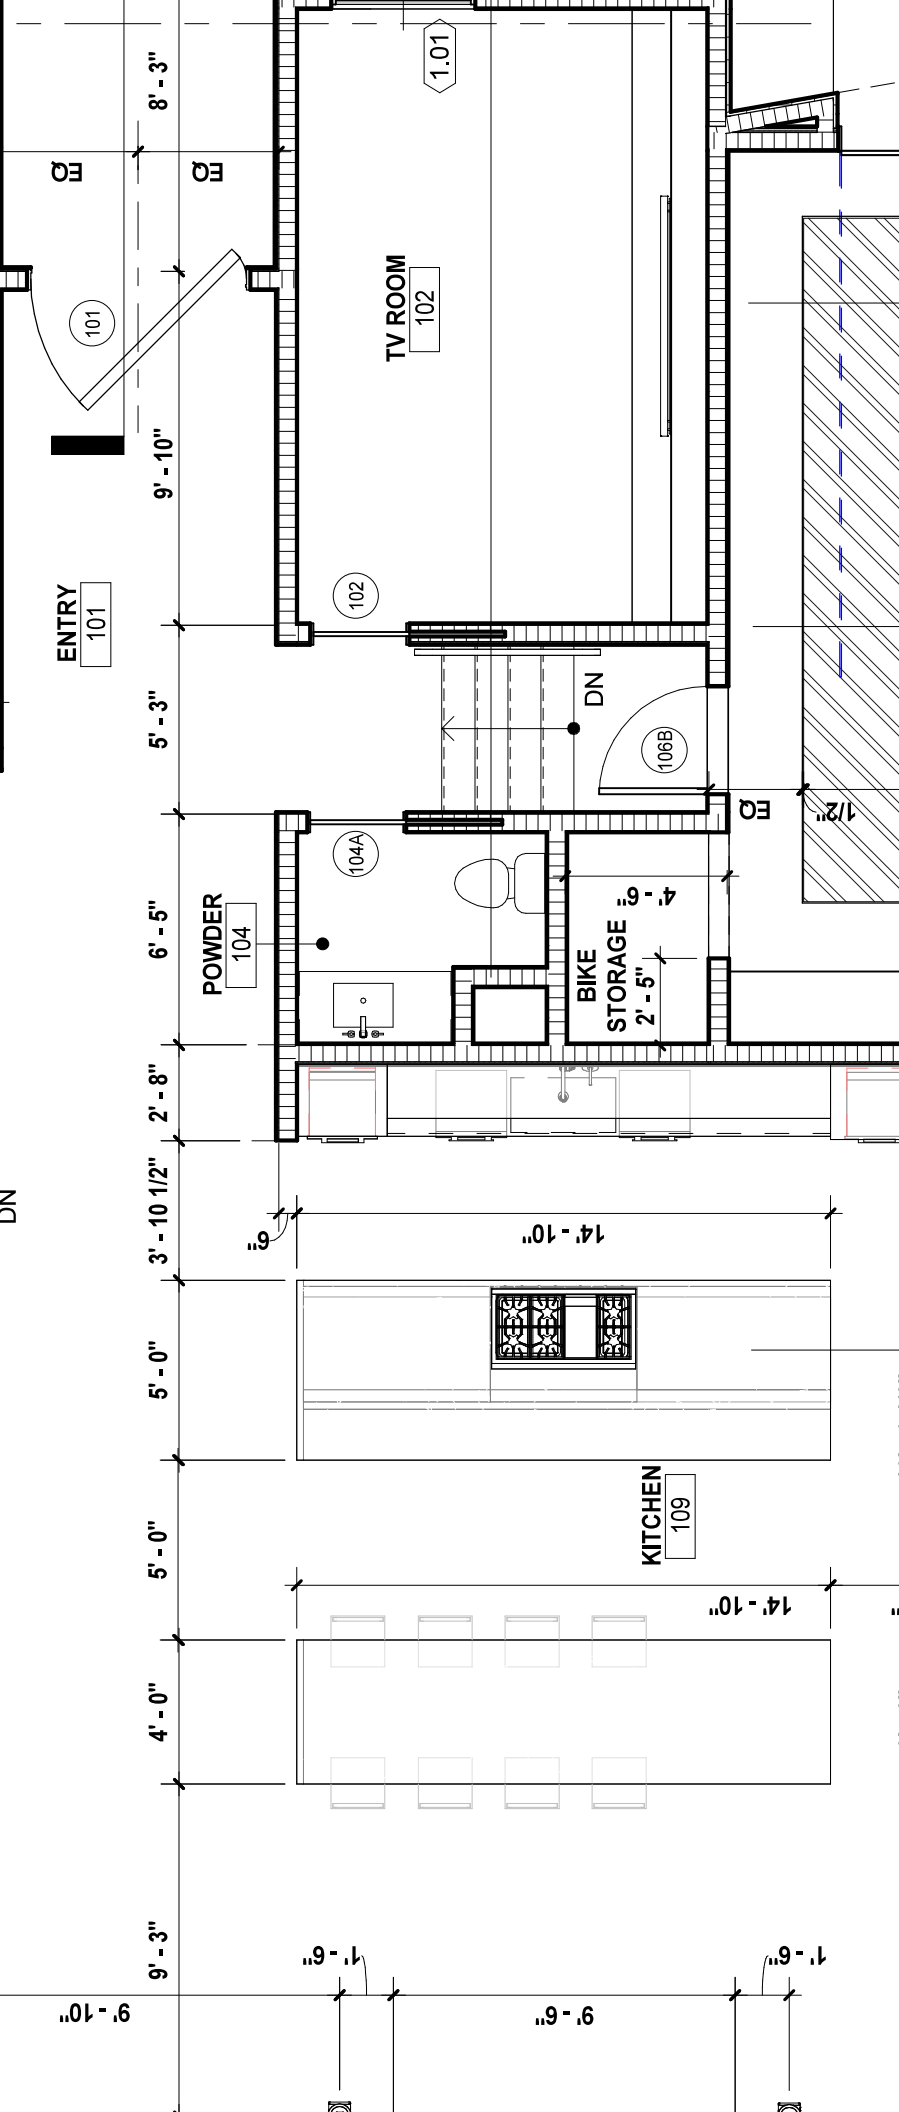 8' - 3"
1.01
EQ
EQ
101
TV ROOM
102
9' - 10"
ENTRY
101
102
5' - 3"
DN
106B
EQ
1/2"
104A
POWDER
104
6' - 5"
4' - 6"
BIKE
STORAGE
2' - 5"
2' - 8"
DN
3' - 10 1/2"
6"
14' - 10"
5' - 0"
KITCHEN
109
5' - 0"
14' - 10"
4' - 0"
9' - 3"
1' - 6"
1' - 6"
9' - 10"
9' - 6"